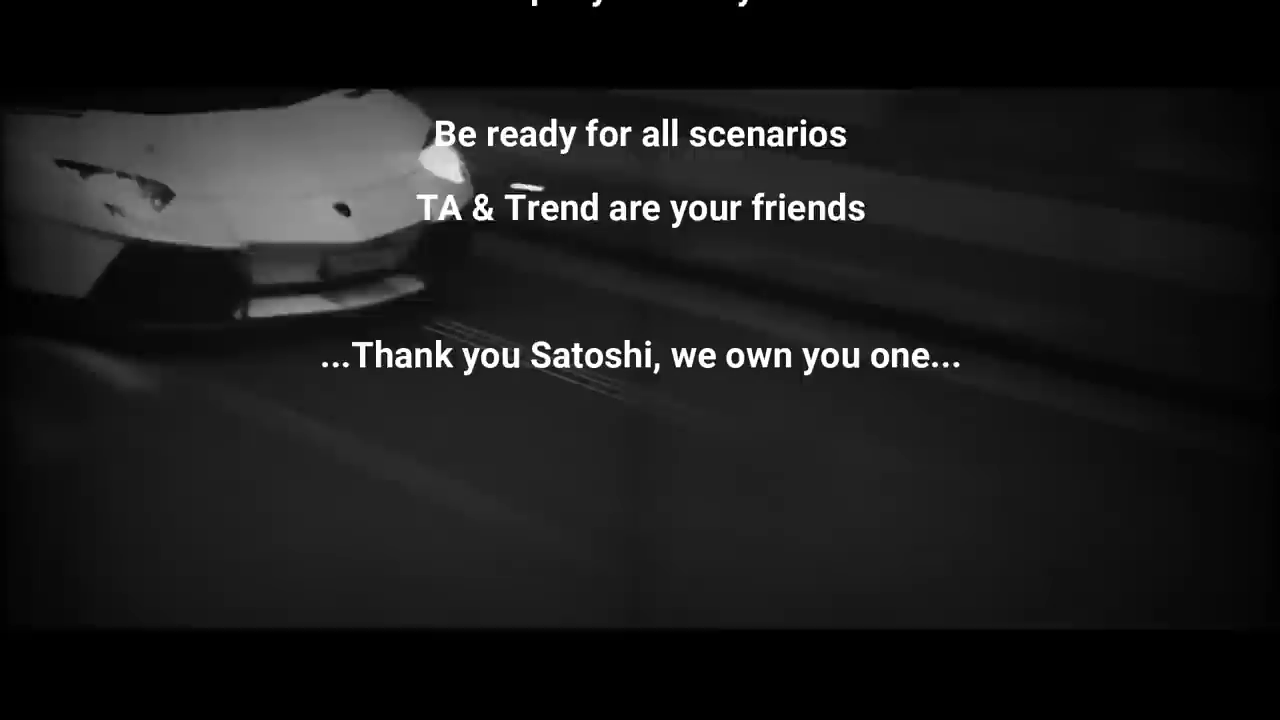 Be ready for all scenarios
TA & Trend are your friends
...Thank you Satoshi, we own you one...